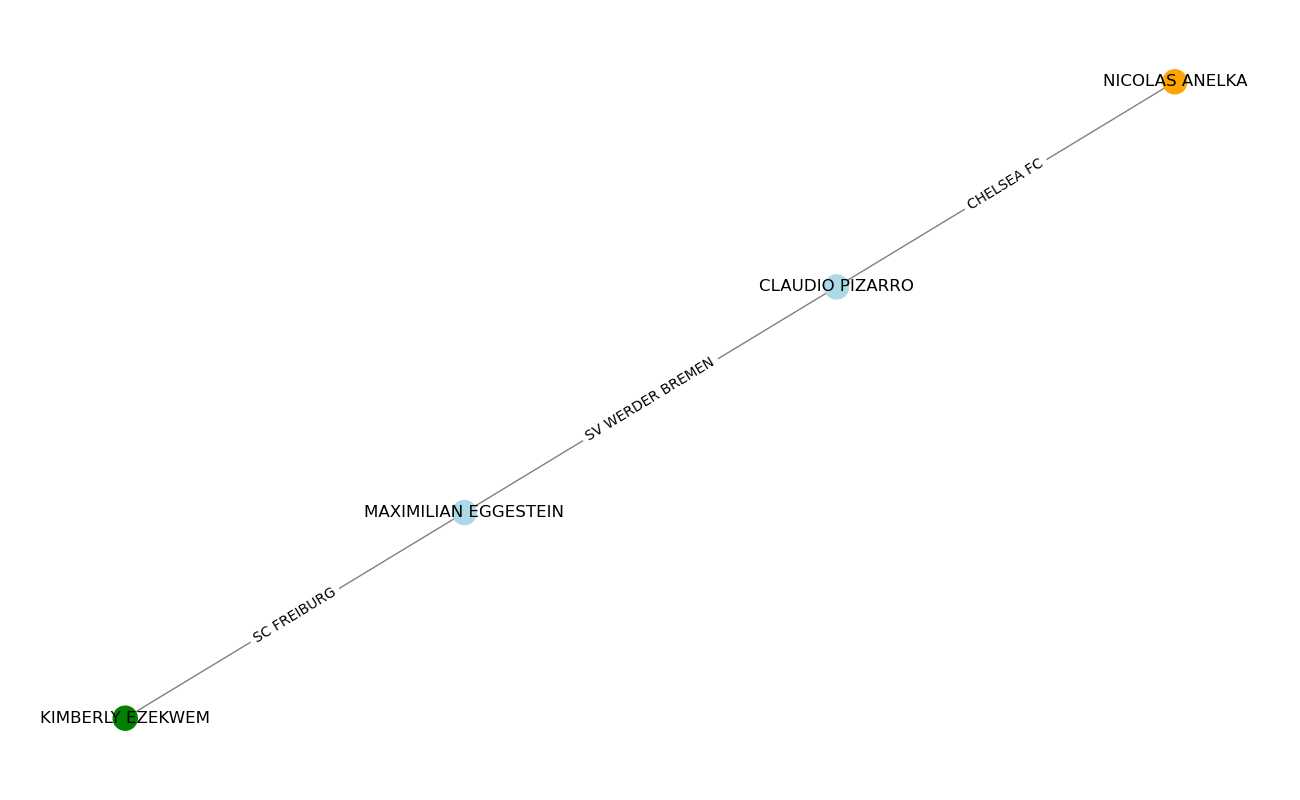 NICOLAS ANELKA
CHELSEA FC
CLAUDIO PIZARRO
SV WERDER BREMEN
MAXIMILIAN EGGESTEIN
SC FREIBURG
KIMBERLY EZEKWEM